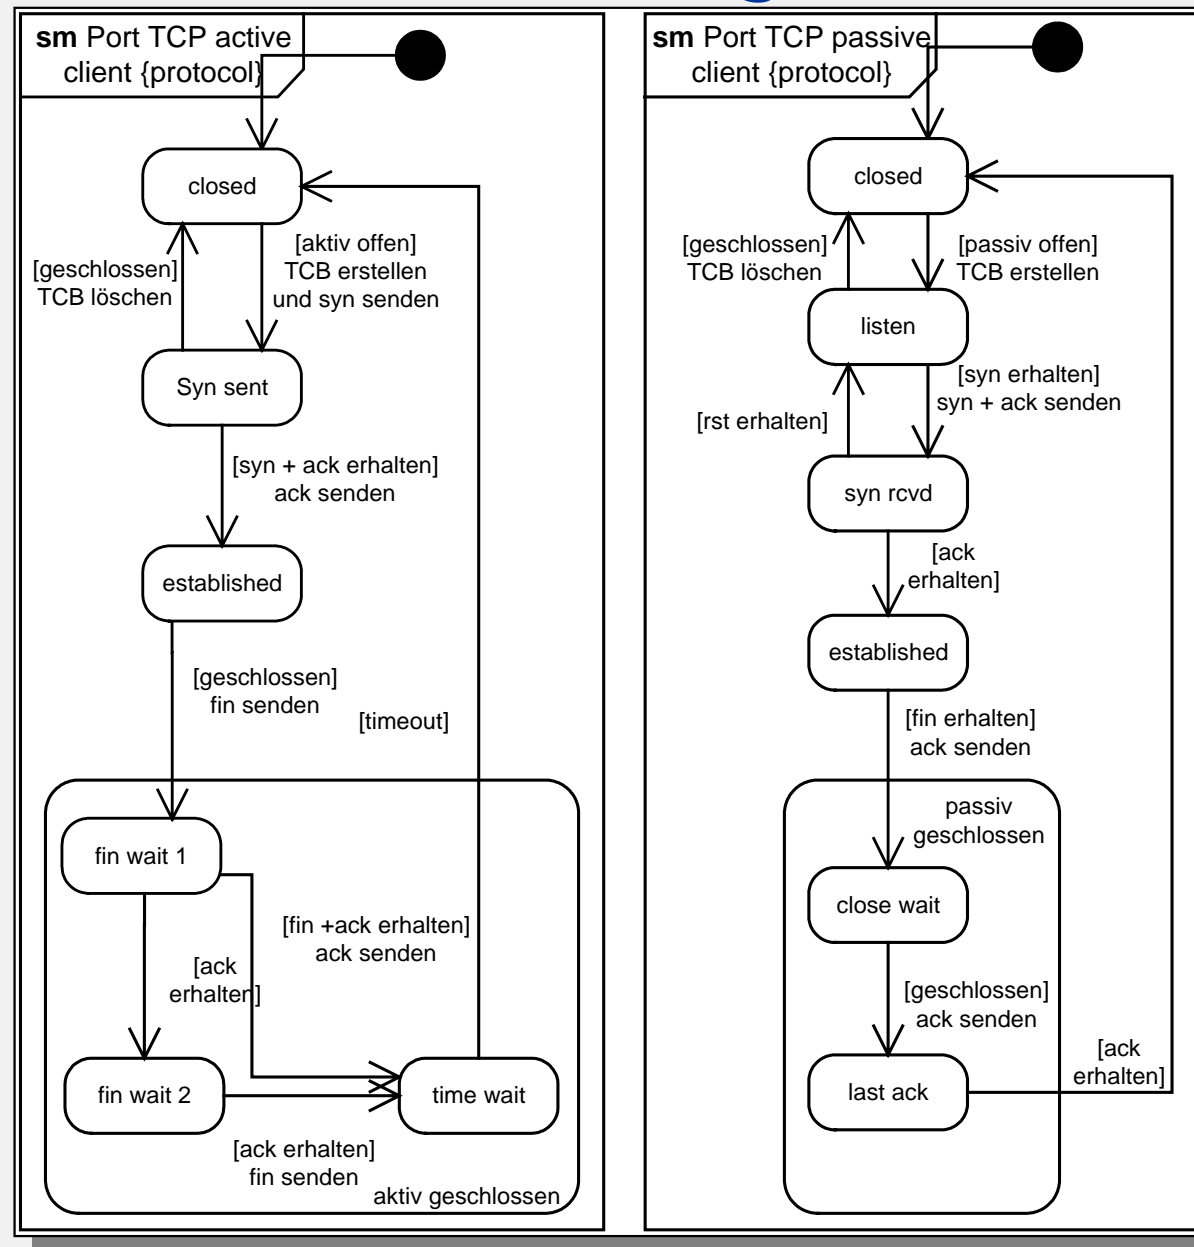 sm Port TCP active
client {protocol}
closed
[geschlossen]
TCB löschen
[aktiv offen]
TCB erstellen
und syn senden
Syn sent
[syn + ack erhalten]
ack senden
established
[geschlossen]
fin senden
[timeout]
fin wait 1
[fin +ack erhalten]
ack senden
[ack
erhalten]
fin wait 2
time wait
[ack erhalten]
fin senden
aktiv geschlossen
sm Port TCP passive
client {protocol}
closed
[geschlossen]
TCB löschen
[passiv offen]
TCB erstellen
listen
[syn erhalten]
syn + ack senden
[rst erhalten]
syn rcvd
[ack
erhalten]
established
[fin erhalten]
ack senden
passiv
geschlossen
close wait
[geschlossen]
ack senden
last ack
[ack
erhalten]